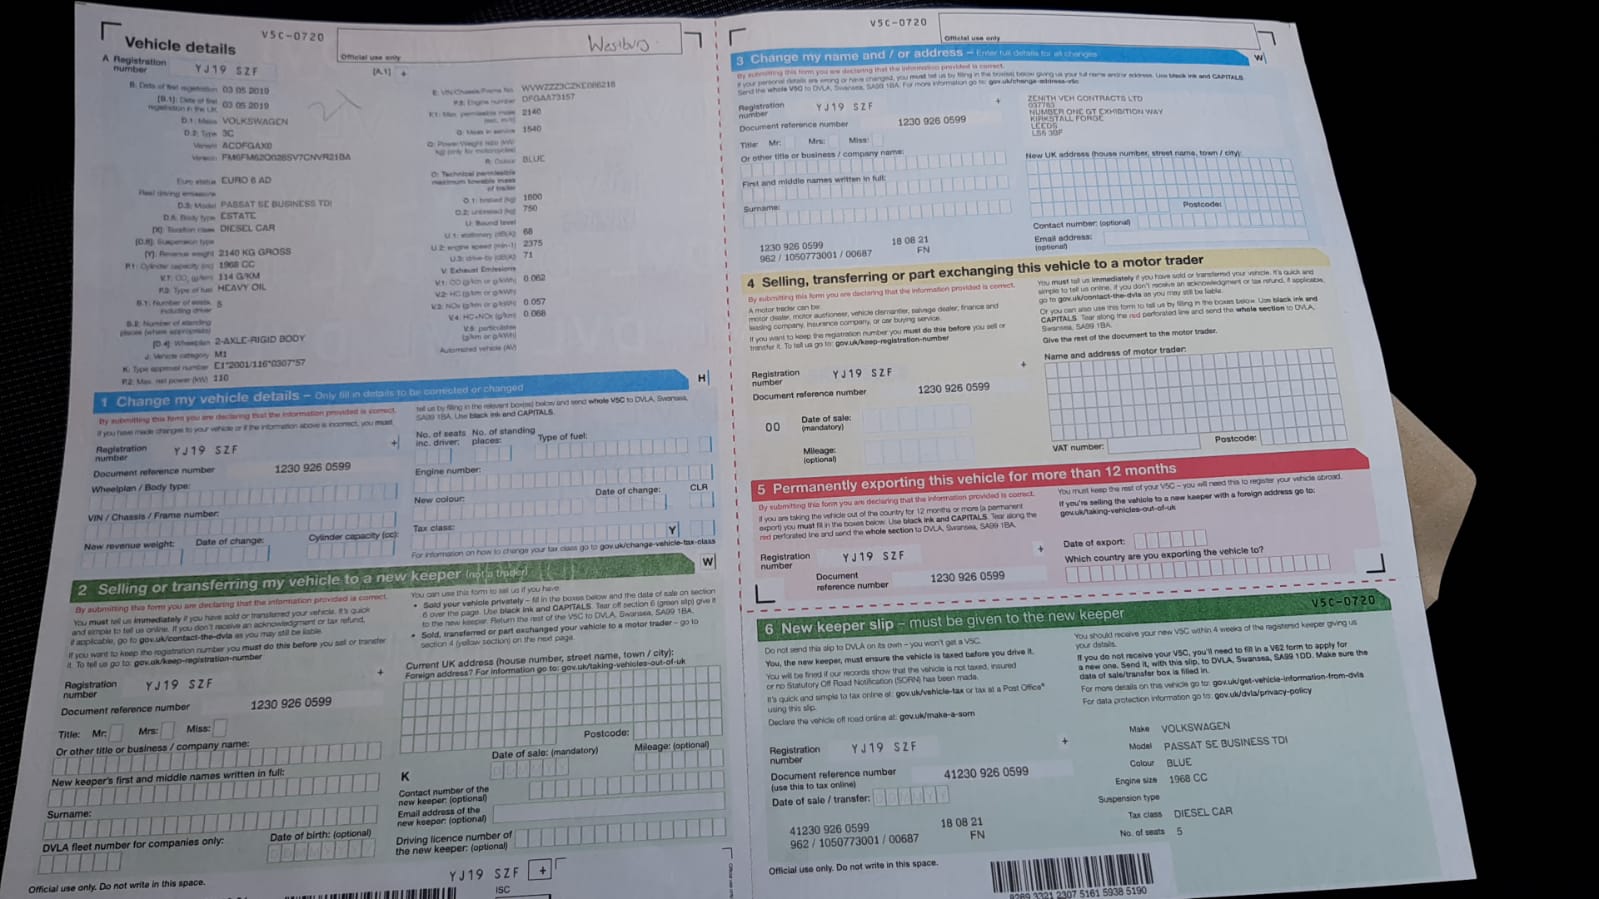 V5C-0720
Vehicle details
Official use only
Westbury
A Registration number YJ19 SZF
[A.1] +
B: Date of first registration 03 05 2019
[B.1]: Date of first registration in the UK 03 05 2019
D.1: Make VOLKSWAGEN
D.2: Type 3C
Variant ACDFGAX0
Version
Euro status EURO 6 AD
Real driving emissions
D.3: Model PASSAT SE BUSINESS TDI
D.5: Body type ESTATE
[X]: Taxation class DIESEL CAR
[D.6]: Suspension type
[Y]: Revenue weight 2140 KG GROSS
P.1: Cylinder capacity (cc) 1968 CC
V.7: CO2 (g/km) 114 G/KM
P.3: Type of fuel HEAVY OIL
S.1: Number of seats including driver 5
S.2: Number of standing places (where appropriate)
[D.4]: Wheelplan 2-AXLE-RIGID BODY
J: Vehicle category M1
K: Type approval number E1*2001/116*0307*57
P.2: Max. net power (kW) 110
E: VIN/Chassis/Frame No.
P.5: Engine number DFGAA73157
F.1: Max. permissible mass 2140
G: Mass in service 1540
Q: Power/Weight ratio (kW/kg) (only for motorcycles)
R: Colour BLUE
O: Technical permissible maximum towable mass of trailer
O.1: braked (kg) 1800
O.2: unbraked (kg) 750
U: Sound level
U.1: stationary (dB(A)) 68
U.2: engine speed (min-1) 2375
U.3: drive-by (dB(A)) 71
V: Exhaust Emissions
V.1: CO (g/km or g/kWh) 0.062
V.2: HC (g/km or g/kWh)
V.3: NOx (g/km or g/kWh) 0.057
V.4: HC+NOx (g/km) 0.068
V.5: particulates (g/km or g/kWh)
Automated vehicle (AV)
1 Change my vehicle details – Only fill in details to be corrected or changed
H
By submitting this form you are declaring that the information provided is correct.
If you have made changes to your vehicle or if the information above is incorrect, you must
tell us by filling in the relevant box(es) below and send whole V5C to DVLA, Swansea,
SA99 1BA. Use black ink and CAPITALS.
Registration number YJ19 SZF +
Document reference number 1230 926 0599
Wheelplan / Body type:
VIN / Chassis / Frame number:
New revenue weight: Date of change: Cylinder capacity (cc):
No. of seats inc. driver: No. of standing places: Type of fuel:
Engine number:
New colour: Date of change: CLR
Tax class: Y
For information on how to change your tax class go to gov.uk/change-vehicle-tax-class
2 Selling or transferring my vehicle to a new keeper (not a trader)
W
By submitting this form you are declaring that the information provided is correct.
You must tell us immediately if you have sold or transferred your vehicle. It's quick
and simple to tell us online. If you don't receive an acknowledgment or tax refund,
if applicable, go to gov.uk/contact-the-dvla as you may still be liable.
If you want to keep the registration number you must do this before you sell or transfer
it. To tell us go to: gov.uk/keep-registration-number
Registration number YJ19 SZF +
Document reference number 1230 926 0599
Title: Mr: Mrs: Miss:
Or other title or business / company name:
New keeper's first and middle names written in full:
Surname:
DVLA fleet number for companies only: Date of birth: (optional)
Official use only. Do not write in this space.
You can use this form to tell us if you have:
• Sold your vehicle privately – fill in the boxes below and the date of sale on section
6 over the page. Use black ink and CAPITALS. Tear off section 6 (green slip) give it
to the new keeper. Return the rest of the V5C to DVLA, Swansea, SA99 1BA.
• Sold, transferred or part exchanged your vehicle to a motor trader – go to
section 4 (yellow section) on the next page.
Current UK address (house number, street name, town / city):
Foreign address? For information go to: gov.uk/taking-vehicles-out-of-uk
Postcode:
Date of sale: (mandatory) Mileage: (optional)
K
Contact number of the new keeper: (optional)
Email address of the new keeper: (optional)
Driving licence number of the new keeper: (optional)
YJ19 SZF +
ISC
V5C-0720
Official use only
3 Change my name and / or address – Enter full details for all changes
W
By submitting this form you are declaring that the information provided is correct.
If your personal details are wrong or have changed, you must tell us by filling in the box(es) below giving us your full name and/or address. Use black ink and CAPITALS.
Send the whole V5C to DVLA, Swansea, SA99 1BA. For more information go to: gov.uk/change-address-v5c
Registration number YJ19 SZF +
Document reference number 1230 926 0599
Title: Mr: Mrs: Miss:
Or other title or business / company name:
First and middle names written in full:
Surname:
1230 926 0599 18 08 21
962 / 1050773001 / 00687 FN
ZENITH VEH CONTRACTS LTD
037763
NUMBER ONE GT EXHIBITION WAY
KIRKSTALL FORGE
LEEDS
LS5 3BF
New UK address (house number, street name, town / city):
Postcode:
Contact number: (optional)
Email address: (optional)
4 Selling, transferring or part exchanging this vehicle to a motor trader
By submitting this form you are declaring that the information provided is correct.
A motor trader can be:
motor dealer, motor auctioneer, vehicle dismantler, salvage dealer, finance and
leasing company, insurance company, or car buying service.
If you want to keep the registration number you must do this before you sell or
transfer it. To tell us go to: gov.uk/keep-registration-number
You must tell us immediately if you have sold or transferred your vehicle. It's quick and
simple to tell us online, if you don't receive an acknowledgment or tax refund, if applicable,
go to gov.uk/contact-the-dvla as you may still be liable.
Or you can also use this form to tell us by filling in the boxes below. Use black ink and
CAPITALS. Tear along the red perforated line and send the whole section to DVLA,
Swansea, SA99 1BA.
Give the rest of the document to the motor trader.
Registration number YJ19 SZF +
Document reference number 1230 926 0599
00 Date of sale: (mandatory)
Mileage: (optional)
Name and address of motor trader:
VAT number: Postcode:
5 Permanently exporting this vehicle for more than 12 months
By submitting this form you are declaring that the information provided is correct.
If you are taking the vehicle out of the country for 12 months or more (a permanent
export) you must fill in the boxes below. Use black ink and CAPITALS. Tear along the
red perforated line and send the whole section to DVLA, Swansea, SA99 1BA.
You must keep the rest of your V5C – you will need this to register your vehicle abroad.
If you're selling the vehicle to a new keeper with a foreign address go to:
gov.uk/taking-vehicles-out-of-uk
Registration number YJ19 SZF +
Document reference number 1230 926 0599
Date of export:
Which country are you exporting the vehicle to?
V5C-0720
6 New keeper slip – must be given to the new keeper
Do not send this slip to DVLA on its own – you won't get a V5C.
You, the new keeper, must ensure the vehicle is taxed before you drive it.
You will be fined if our records show that the vehicle is not taxed, insured
or no Statutory Off Road Notification (SORN) has been made.
It's quick and simple to tax online at: gov.uk/vehicle-tax or tax at a Post Office®
using this slip.
Declare the vehicle off road online at: gov.uk/make-a-sorn
You should receive your new V5C within 4 weeks of the registered keeper giving us
your details.
If you do not receive your V5C, you'll need to fill in a V62 form to apply for
a new one. Send it, with this slip, to DVLA, Swansea, SA99 1DD. Make sure the
date of sale/transfer box is filled in.
For more details on this vehicle go to: gov.uk/get-vehicle-information-from-dvla
For data protection information go to: gov.uk/dvla/privacy-policy
Registration number YJ19 SZF +
Document reference number 41230 926 0599
(use this to tax online)
Date of sale / transfer:
41230 926 0599 18 08 21
962 / 1050773001 / 00687 FN
Make VOLKSWAGEN
Model PASSAT SE BUSINESS TDI
Colour BLUE
Engine size 1968 CC
Suspension type
Tax class DIESEL CAR
No. of seats 5
Official use only. Do not write in this space.
8269 3321 2307 5161 5938 5190